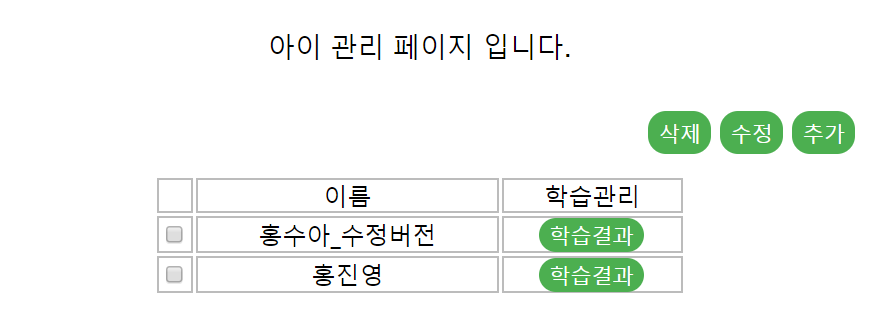 아이 관리 페이지 입니다.
삭제 수정 추가
이름 학습관리
홍수아_수정버전 학습결과
홍진영 학습결과